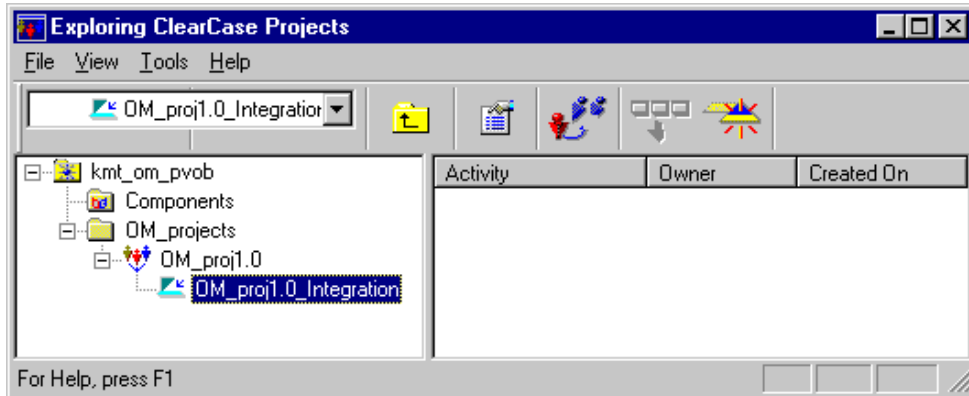 Exploring ClearCase Projects
File View Tools Help
OM_proj1.0_Integration
kmt_om_pvob
Components
OM_projects
OM_proj1.0
OM_proj1.0_Integration
Activity Owner Created On
For Help, press F1